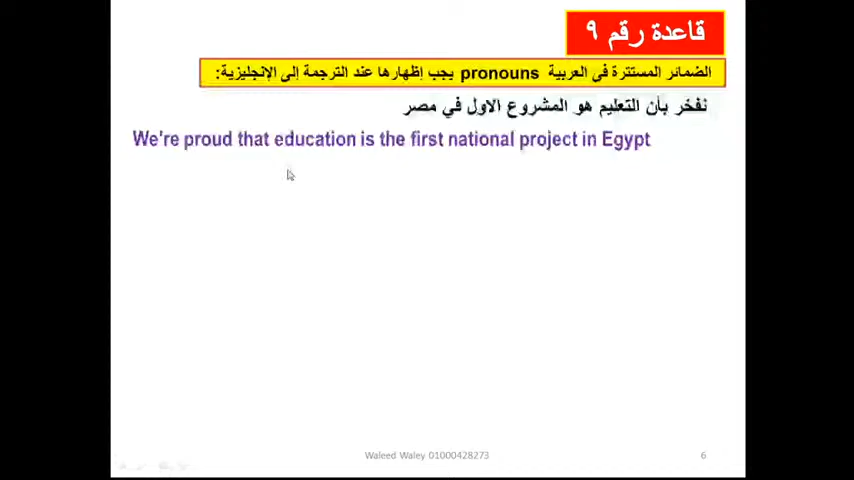 قاعدة رقم ٩
الضمائر المستترة في العربية pronouns يجب إظهارها عند الترجمة إلى الإنجليزية:
نفخر بأن التعليم هو المشروع الاول في مصر
We're proud that education is the first national project in Egypt
Waleed Waley 01000428273
6